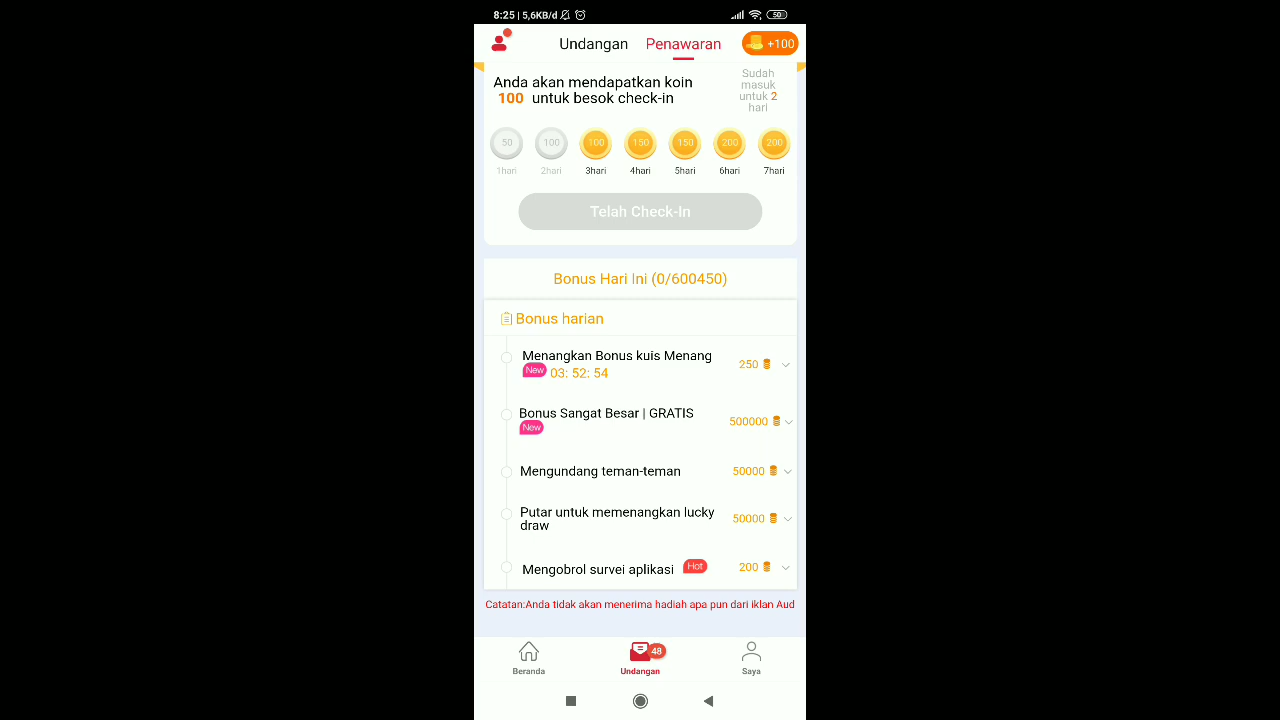 8:25 | 5,6KB/d
50
Undangan
Penawaran
+100
Anda akan mendapatkan koin
100 untuk besok check-in
Sudah
masuk
untuk 2
hari
50
100
100
150
150
200
200
1hari
2hari
3hari
4hari
5hari
6hari
7hari
Telah Check-In
Bonus Hari Ini (0/600450)
Bonus harian
Menangkan Bonus kuis Menang
New 03: 52: 54
250
Bonus Sangat Besar | GRATIS
New
500000
Mengundang teman-teman
50000
Putar untuk memenangkan lucky
draw
50000
Mengobrol survei aplikasi
Hot
200
Catatan:Anda tidak akan menerima hadiah apa pun dari iklan Aud
48
Beranda
Undangan
Saya